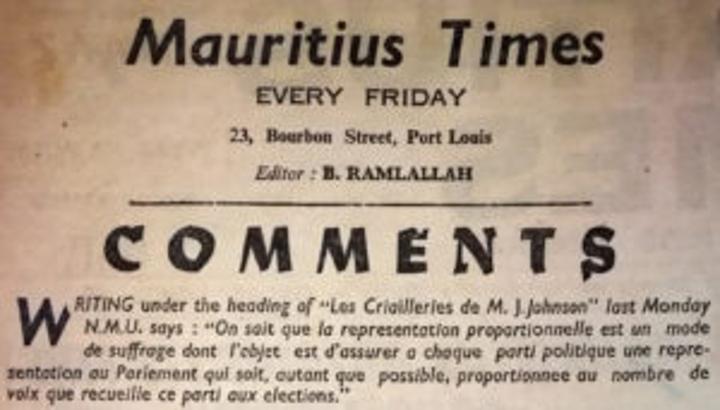 Mauritius Times
EVERY FRIDAY
23, Bourbon Street, Port Louis
Editor : B. RAMLALLAH
COMMENTS
WRITING under the heading of "Les Criailleries de M. J. Johnson" last Monday
N.M.U. says : "On sait que la representation proportionnelle est un mode
de suffrage dont l'objet est d'assurer a chaque parti politique une repre-
sentation au Parlement qui soit, autant que possible, proportionnee au nombre de
voix que recueille ce parti aux elections."